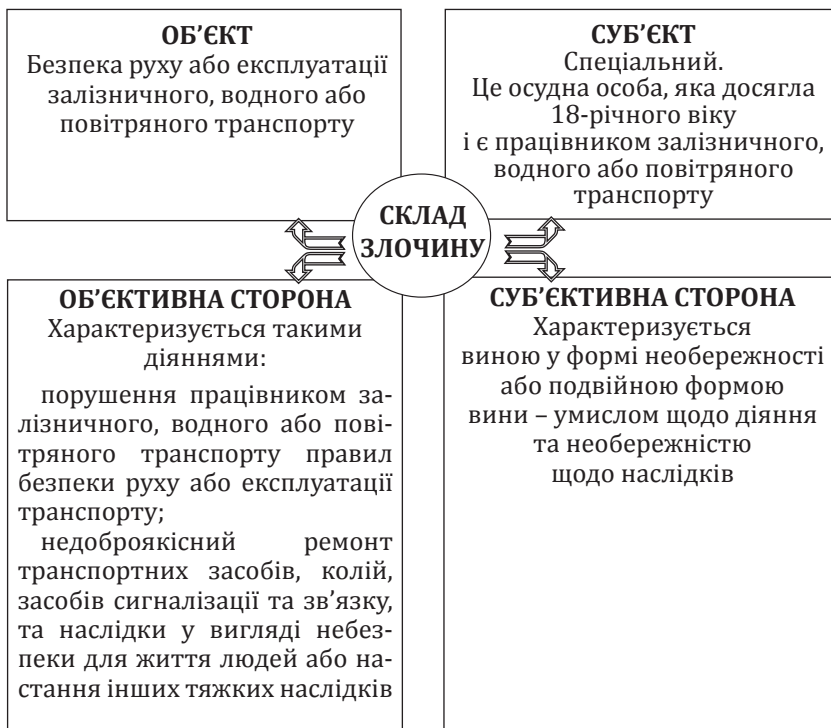 ОБ’ЄКТ
Безпека руху або експлуатації
залізничного, водного або
повітряного транспорту
СУБ’ЄКТ
Спеціальний.
Це осудна особа, яка досягла
18-річного віку
і є працівником залізничного,
водного або повітряного
транспорту
СКЛАД
ЗЛОЧИНУ
ОБ’ЄКТИВНА СТОРОНА
Характеризується такими
діяннями:
порушення працівником за-
лізничного, водного або пові-
тряного транспорту правил
безпеки руху або експлуатації
транспорту;
недоброякісний ремонт
транспортних засобів, колій,
засобів сигналізації та зв’язку,
та наслідки у вигляді небез-
пеки для життя людей або на-
стання інших тяжких наслідків
СУБ’ЄКТИВНА СТОРОНА
Характеризується
виною у формі необережності
або подвійною формою
вини – умислом щодо діяння
та необережністю
щодо наслідків